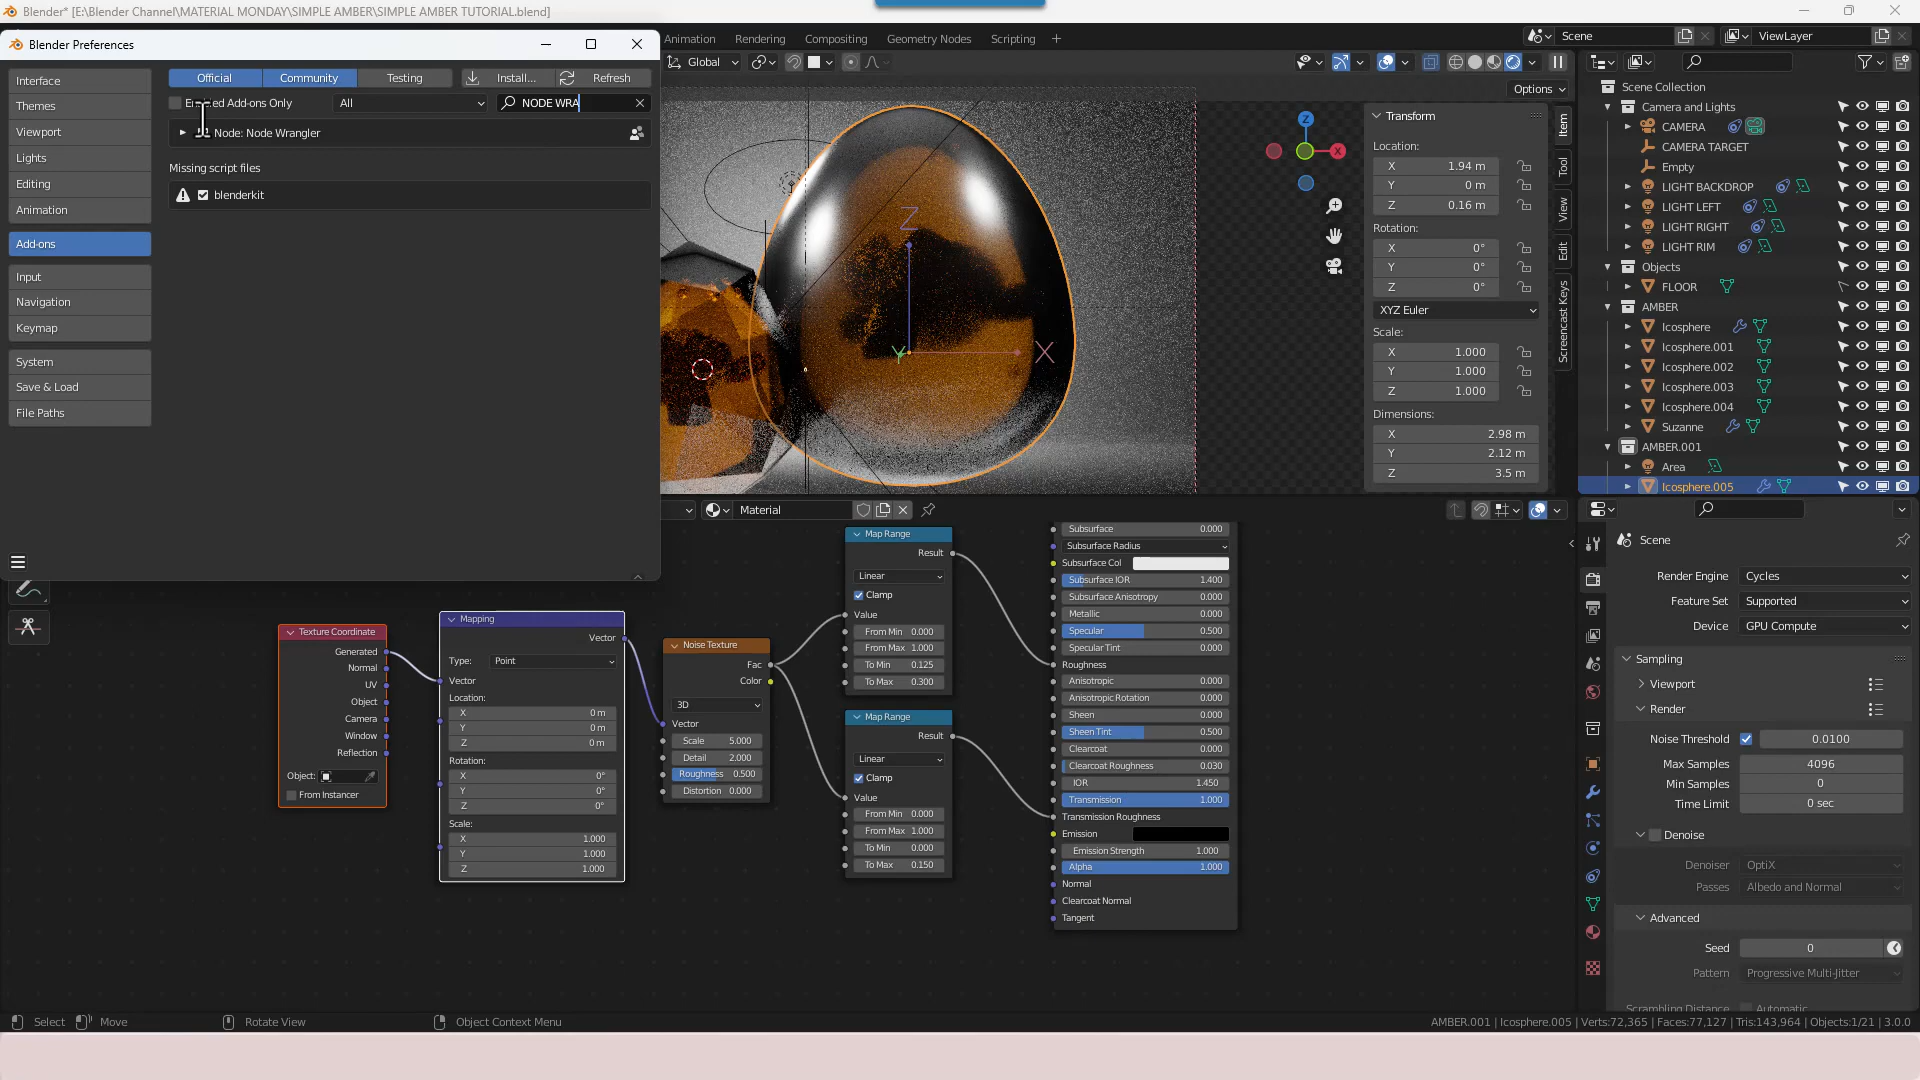 Blender* [E:\Blender Channel\MATERIAL MONDAY\SIMPLE AMBER\SIMPLE AMBER TUTORIAL.blend]
Blender Preferences
Animation Rendering Compositing Geometry Nodes Scripting
Scene
ViewLayer
Global
Options
Interface
Themes
Viewport
Lights
Editing
Animation
Add-ons
Input
Navigation
Keymap
System
Save & Load
File Paths
Official Community Testing Install... Refresh
Add-ons Only
All
NODE WRA
Node: Node Wrangler
Missing script files
blenderkit
Z
X
Z
X
Y
Transform
Location:
X 1.94 m
Y 0 m
Z 0.16 m
Rotation:
X 0°
Y 0°
Z 0°
XYZ Euler
Scale:
X 1.000
Y 1.000
Z 1.000
Dimensions:
X 2.98 m
Y 2.12 m
Z 3.5 m
Item
Tool
View
Edit
Screencast Keys
Scene Collection
Camera and Lights
CAMERA
CAMERA TARGET
Empty
LIGHT BACKDROP
LIGHT LEFT
LIGHT RIGHT
LIGHT RIM
Objects
FLOOR
AMBER
Icosphere
Icosphere.001
Icosphere.002
Icosphere.003
Icosphere.004
Suzanne
AMBER.001
Area
Icosphere.005
Material
Texture Coordinate
Generated
Normal
UV
Object
Camera
Window
Reflection
Object:
From Instancer
Mapping
Vector
Type: Point
Vector
Location:
X 0 m
Y 0 m
Z 0 m
Rotation:
X 0°
Y 0°
Z 0°
Scale:
X 1.000
Y 1.000
Z 1.000
Noise Texture
Fac
Color
3D
Vector
Scale 5.000
Detail 2.000
Roughness 0.500
Distortion 0.000
Map Range
Result
Linear
Clamp
Value
From Min 0.000
From Max 1.000
To Min 0.125
To Max 0.300
Map Range
Result
Linear
Clamp
Value
From Min 0.000
From Max 1.000
To Min 0.000
To Max 0.150
Subsurface 0.000
Subsurface Radius
Subsurface Col
Subsurface IOR 1.400
Subsurface Anisotropy 0.000
Metallic 0.000
Specular 0.500
Specular Tint 0.000
Roughness
Anisotropic 0.000
Anisotropic Rotation 0.000
Sheen 0.000
Sheen Tint 0.500
Clearcoat 0.000
Clearcoat Roughness 0.030
IOR 1.450
Transmission 1.000
Transmission Roughness
Emission
Emission Strength 1.000
Alpha 1.000
Normal
Clearcoat Normal
Tangent
Scene
Render Engine Cycles
Feature Set Supported
Device GPU Compute
Sampling
Viewport
Render
Noise Threshold 0.0100
Max Samples 4096
Min Samples 0
Time Limit 0 sec
Denoise
Denoiser OptiX
Passes Albedo and Normal
Advanced
Seed 0
Pattern Progressive Multi-Jitter
Scrambling Distance Automatic
Select Move Rotate View Object Context Menu
AMBER.001 | Icosphere.005 | Verts:72,365 | Faces:77,127 | Tris:143,964 | Objects:1/21 | 3.0.0